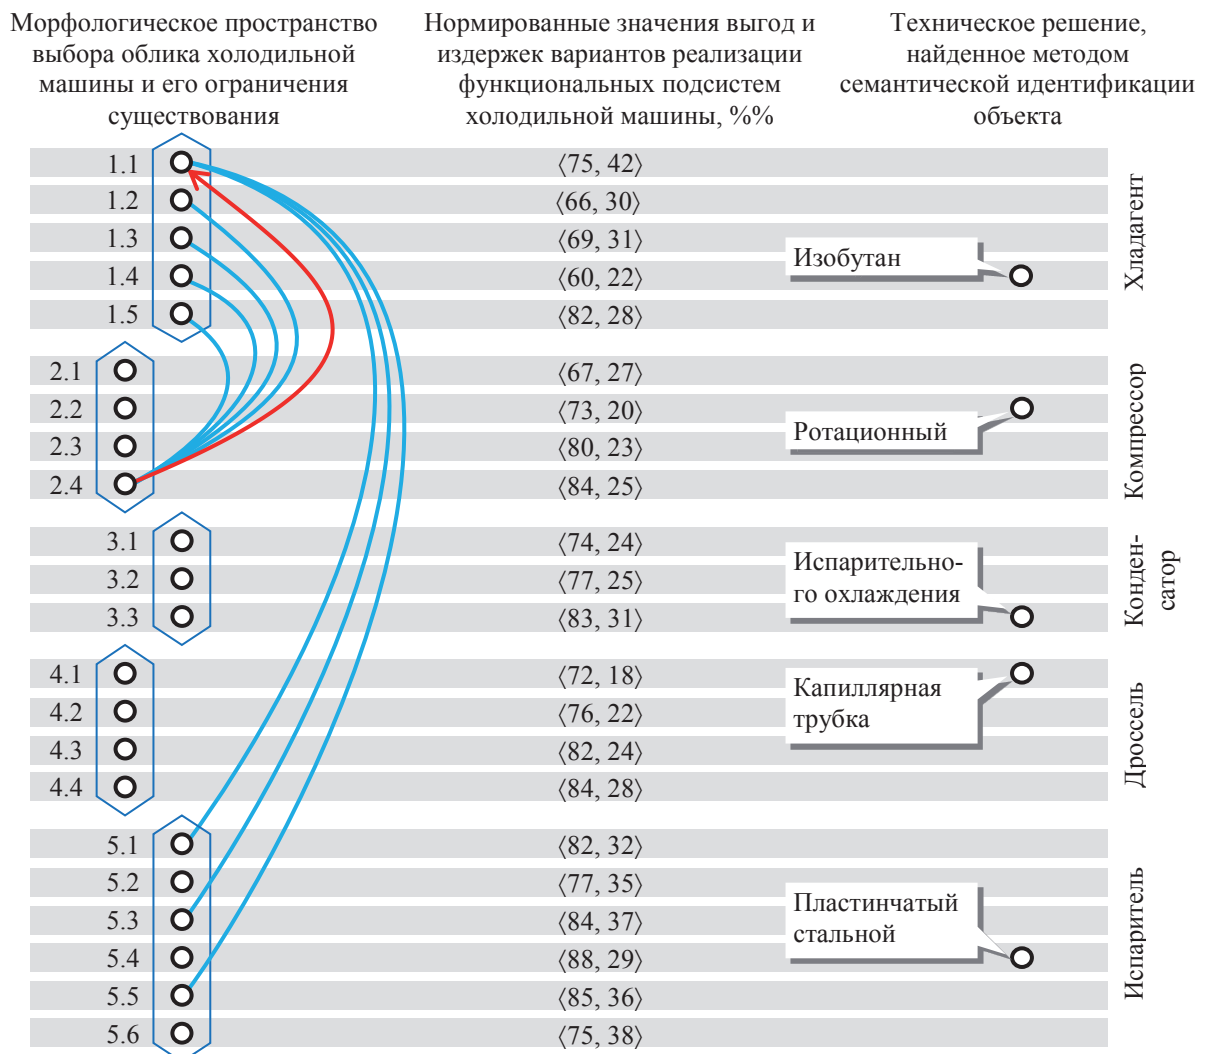 Морфологическое пространство
выбора облика холодильной
машины и его ограничения
существования
Нормированные значения выгод и
издержек вариантов реализации
функциональных подсистем
холодильной машины, %%
Техническое решение,
найденное методом
семантической идентификации
объекта
1.1 ⟨75, 42⟩
1.2 ⟨66, 30⟩
1.3 ⟨69, 31⟩
1.4 ⟨60, 22⟩
1.5 ⟨82, 28⟩
Изобутан
Хладагент
2.1 ⟨67, 27⟩
2.2 ⟨73, 20⟩
2.3 ⟨80, 23⟩
2.4 ⟨84, 25⟩
Ротационный
Компрессор
3.1 ⟨74, 24⟩
3.2 ⟨77, 25⟩
3.3 ⟨83, 31⟩
Испарительно-
го охлаждения
Конден-
сатор
4.1 ⟨72, 18⟩
4.2 ⟨76, 22⟩
4.3 ⟨82, 24⟩
4.4 ⟨84, 28⟩
Капиллярная
трубка
Дроссель
5.1 ⟨82, 32⟩
5.2 ⟨77, 35⟩
5.3 ⟨84, 37⟩
5.4 ⟨88, 29⟩
5.5 ⟨85, 36⟩
5.6 ⟨75, 38⟩
Пластинчатый
стальной
Испаритель